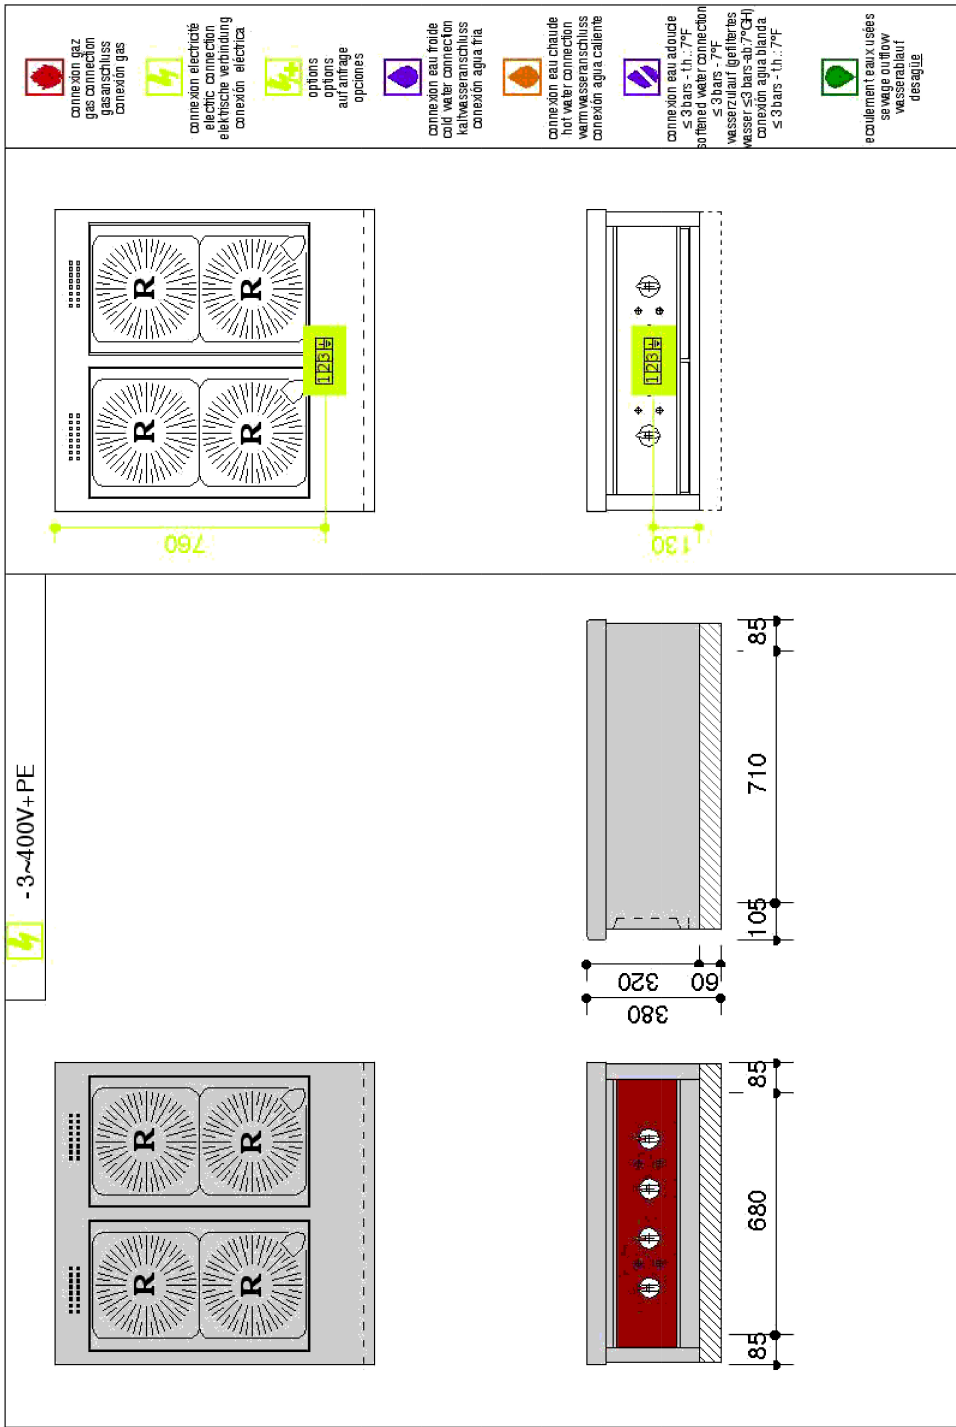 connexion gaz
gas connection
gasanschluss
conexión gas
connexion electricité
electric connection
elektrische verbindung
conexión eléctrica
options
options
auf anfrage
opciones
connexion eau froide
cold water connection
kaltwasseranschluss
conexión agua fria
connexion eau chaude
hot water connection
warmwasseranschluss
conexión agua caliente
connexion eau adoucie
≤ 3 bars - t.h.: 7°F
softened water connection
≤ 3 bars - 7°F
wasserzulauf (gefiltertes
wasser ≤3 bars-ab:7°GH)
conexión agua blanda
≤ 3 bars - t.h.: 7°F
ecoulement eaux usées
sewage outflow
wasserablauf
desagüe
R
R
R
R
123
760
123
130
-3~400V+PE
85
710
105
320
60
380
R
R
R
R
85
680
85